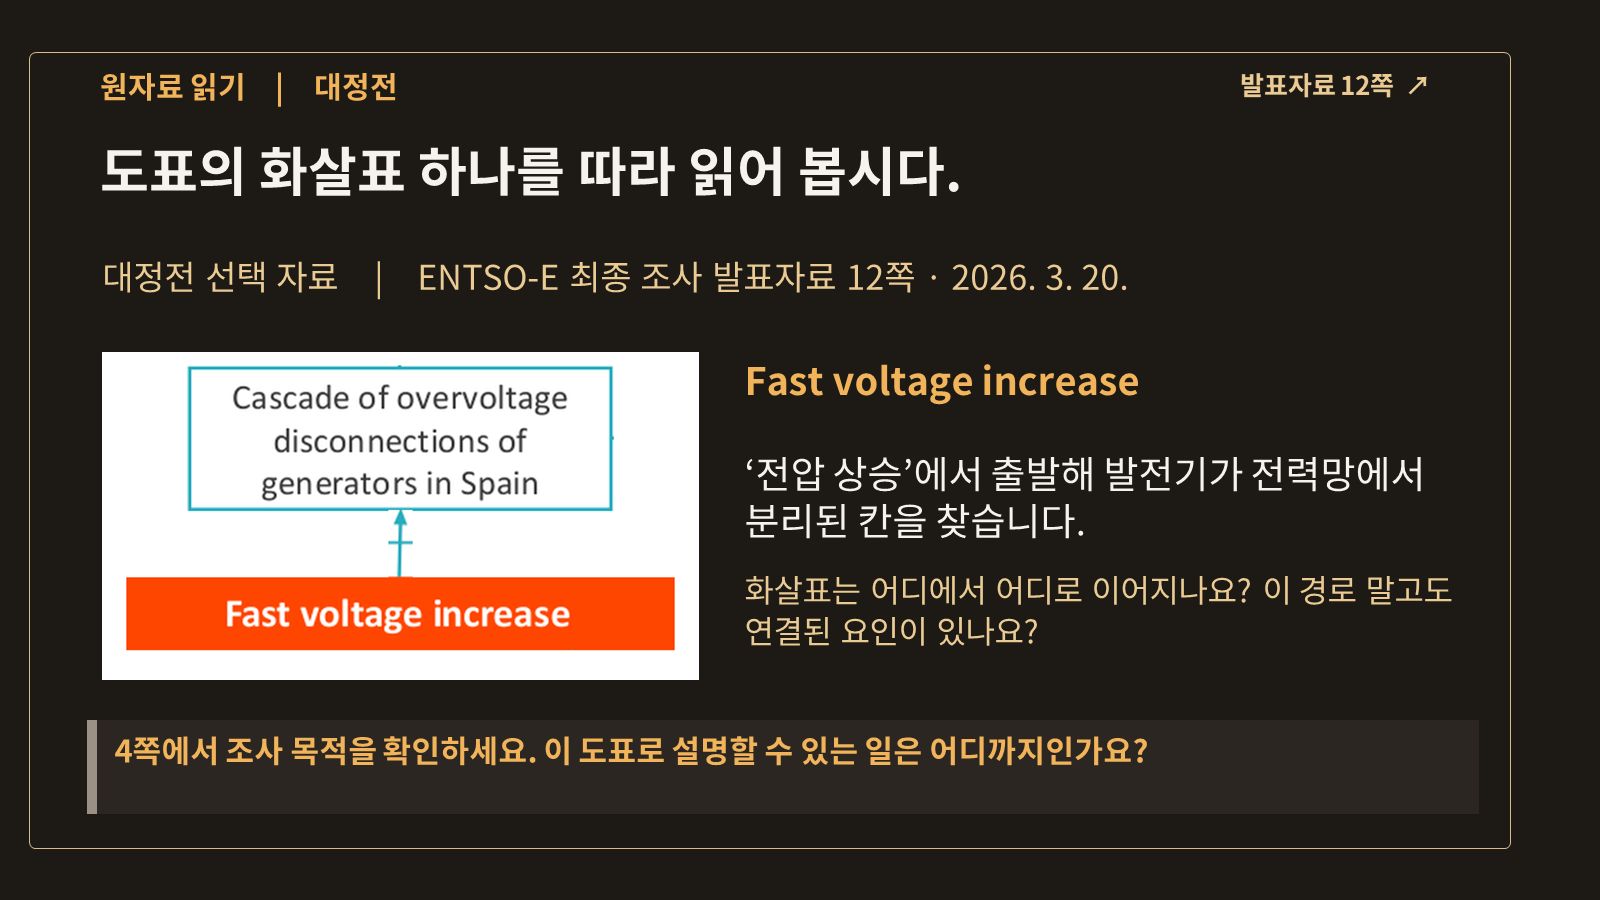 원자료 읽기 | 대정전
발표자료 12쪽 ↗
도표의 화살표 하나를 따라 읽어 봅시다.
대정전 선택 자료 | ENTSO-E 최종 조사 발표자료 12쪽 · 2026. 3. 20.
Cascade of overvoltage
disconnections of
generators in Spain
Fast voltage increase
Fast voltage increase
‘전압 상승’에서 출발해 발전기가 전력망에서
분리된 칸을 찾습니다.
화살표는 어디에서 어디로 이어지나요? 이 경로 말고도
연결된 요인이 있나요?
4쪽에서 조사 목적을 확인하세요. 이 도표로 설명할 수 있는 일은 어디까지인가요?